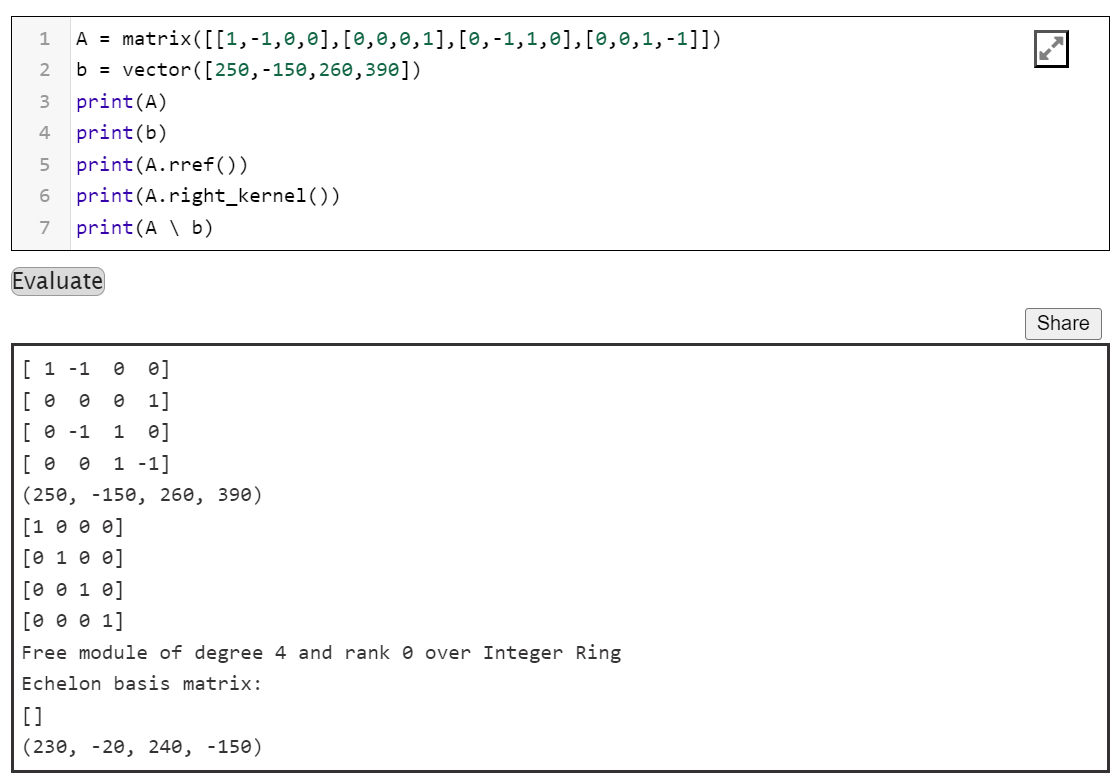 1 A = matrix([[1,-1,0,0],[0,0,0,1],[0,-1,1,0],[0,0,1,-1]])
2 b = vector([250,-150,260,390])
3 print(A)
4 print(b)
5 print(A.rref())
6 print(A.right_kernel())
7 print(A \ b)
Evaluate
Share
[ 1 -1  0  0]
[ 0  0  0  1]
[ 0 -1  1  0]
[ 0  0  1 -1]
(250, -150, 260, 390)
[1 0 0 0]
[0 1 0 0]
[0 0 1 0]
[0 0 0 1]
Free module of degree 4 and rank 0 over Integer Ring
Echelon basis matrix:
[]
(230, -20, 240, -150)